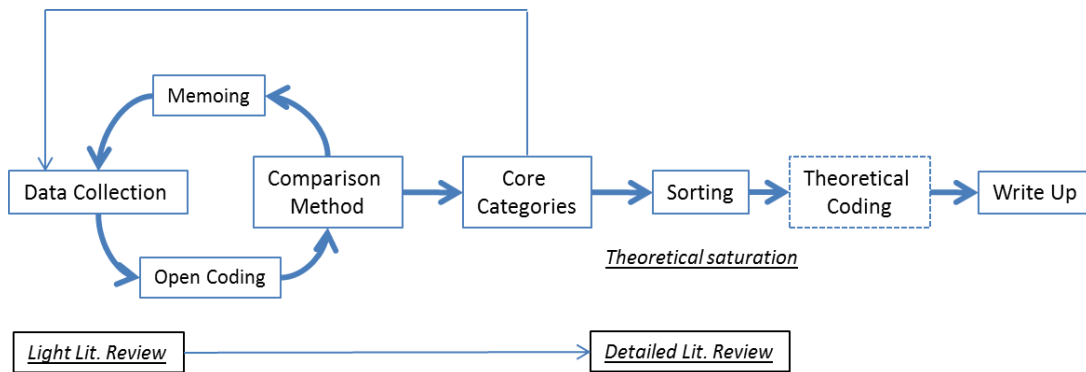 Memoing
Data Collection
Comparison
Method
Open Coding
Core
Categories
Sorting
Theoretical
Coding
Write Up
Theoretical saturation
Light Lit. Review
Detailed Lit. Review